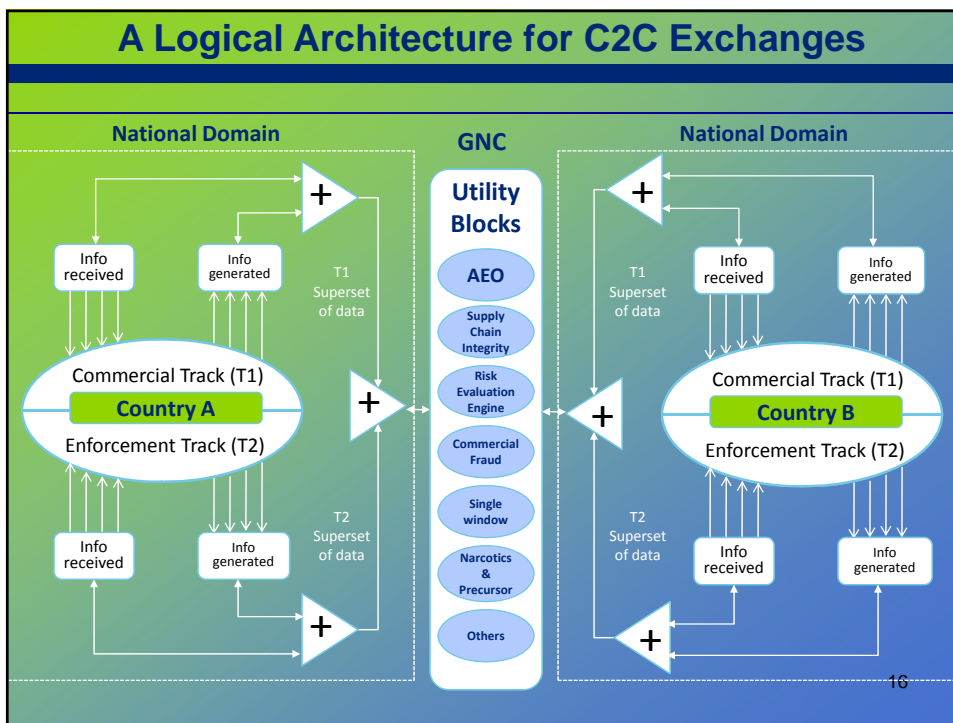 A Logical Architecture for C2C Exchanges
National Domain
GNC
National Domain
Info
received
Info
generated
T1
Superset
of data
Commercial Track (T1)
Country A
Enforcement Track (T2)
Info
received
Info
generated
T2
Superset
of data
+
+
+
Utility
Blocks
AEO
Supply
Chain
Integrity
Risk
Evaluation
Engine
Commercial
Fraud
Single
window
Narcotics
&
Precursor
Others
+
+
+
T1
Superset
of data
Info
received
Info
generated
Commercial Track (T1)
Country B
Enforcement Track (T2)
T2
Superset
of data
Info
received
Info
generated
16